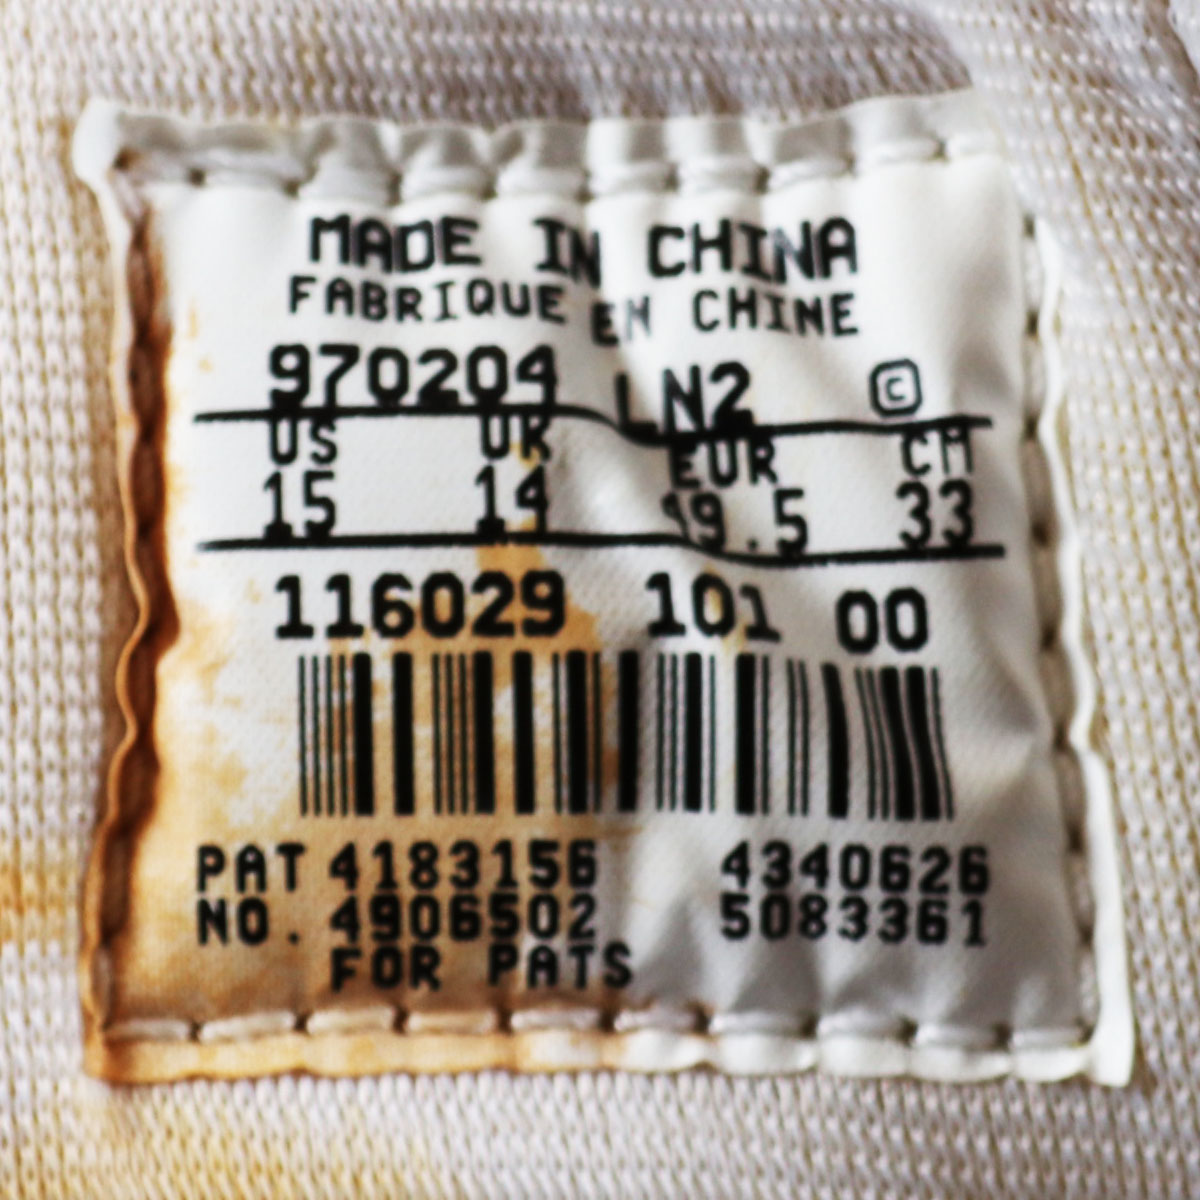 MADE IN CHINA
FABRIQUE EN CHINE
970204 LN2 ©
US UK EUR CM
15 14 49.5 33
116029 101 00
PAT 4183156 4340626
NO. 4906502 5083361
FOR PATS